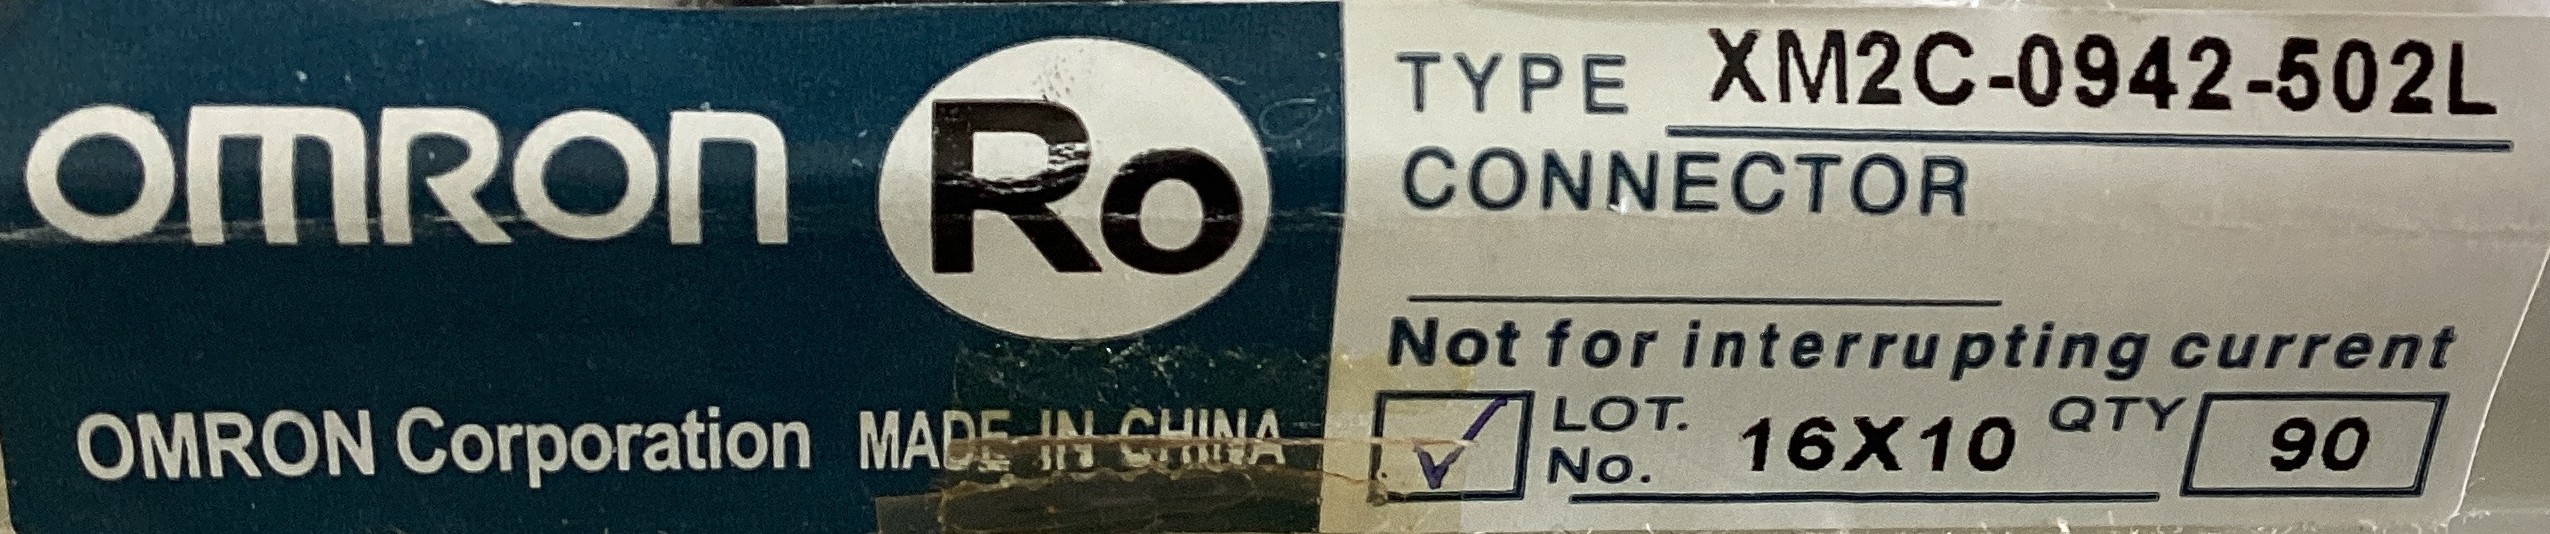 OMRON Ro
OMRON Corporation MADE IN CHINA
TYPE XM2C-0942-502L
CONNECTOR
Not for interrupting current
LOT. No. 16X10 QTY 90